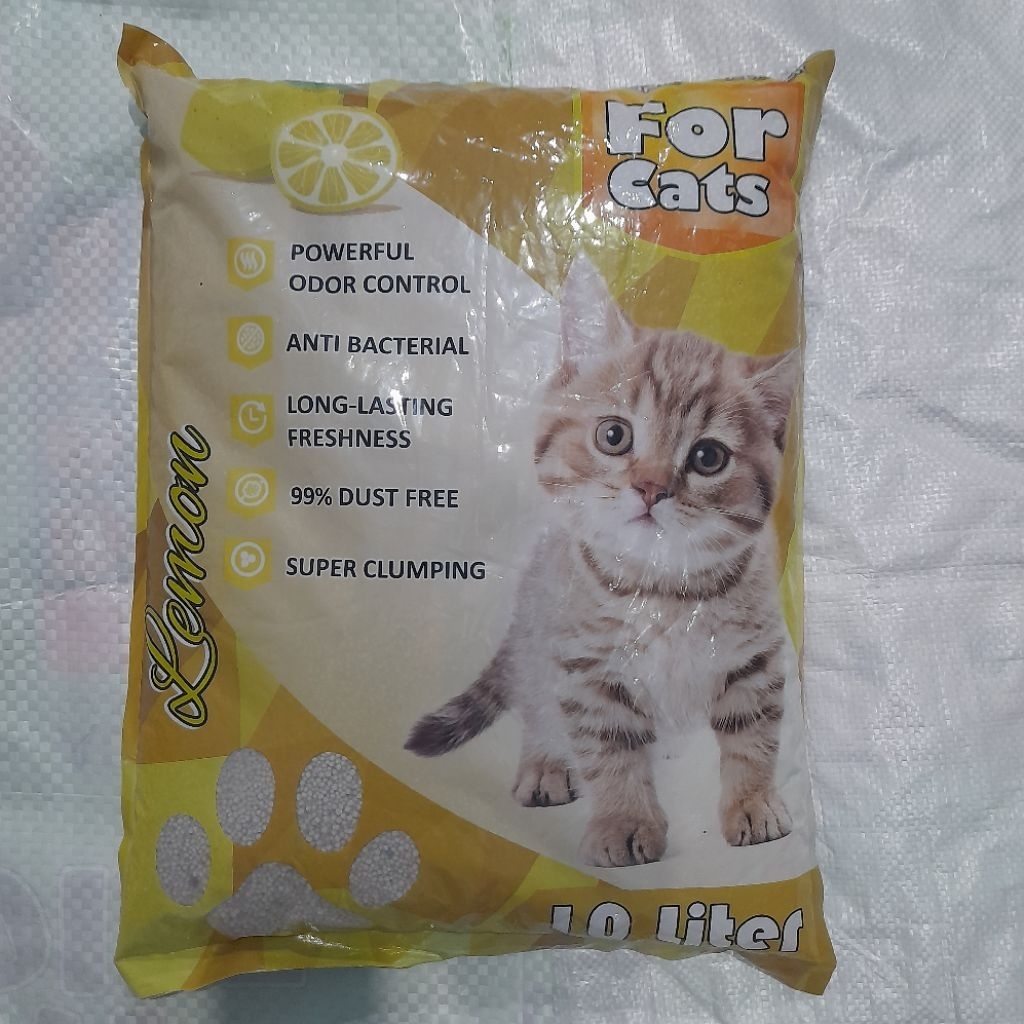 For
Cats
POWERFUL
ODOR CONTROL
ANTI BACTERIAL
LONG-LASTING
FRESHNESS
99% DUST FREE
SUPER CLUMPING
Lemon
10 Liter